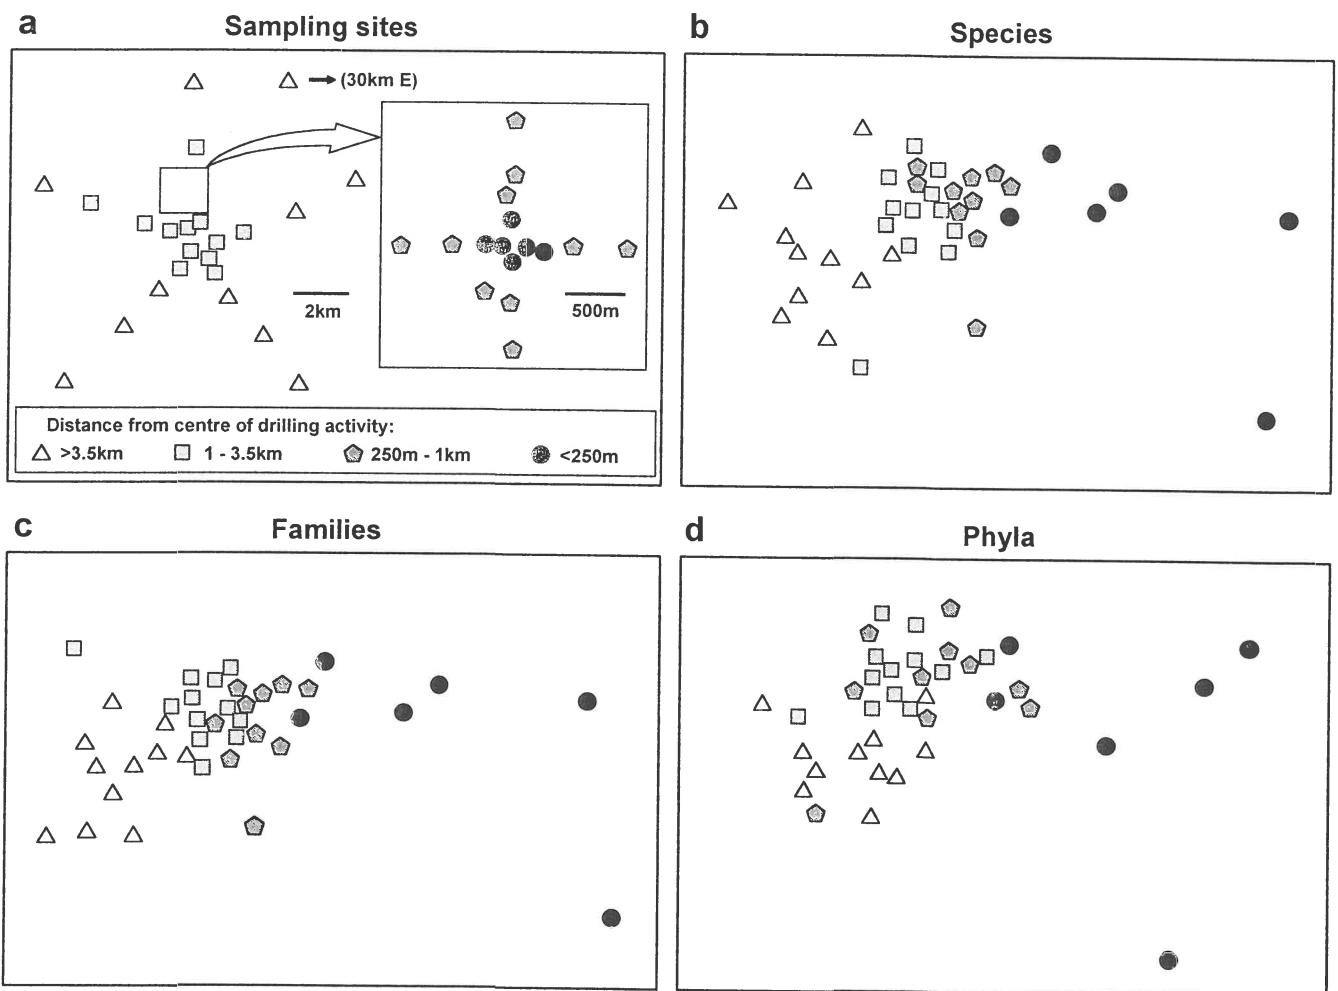 a
Sampling sites
(30km E)
2km
500m
Distance from centre of drilling activity:
>3.5km
1 - 3.5km
250m - 1km
<250m
b
Species
c
Families
d
Phyla